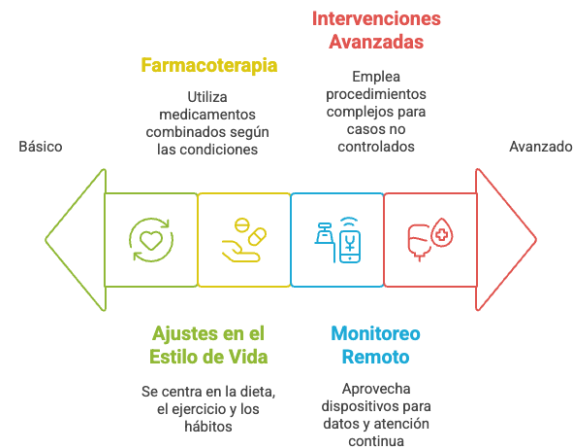 Intervenciones
Avanzadas
Farmacoterapia
Emplea
procedimientos
complejos para
casos no
controlados
Utiliza
medicamentos
combinados según
las condiciones
Básico
Avanzado
Ajustes en el
Estilo de Vida
Monitoreo
Remoto
Se centra en la dieta,
el ejercicio y los
hábitos
Aprovecha
dispositivos para
datos y atención
continua